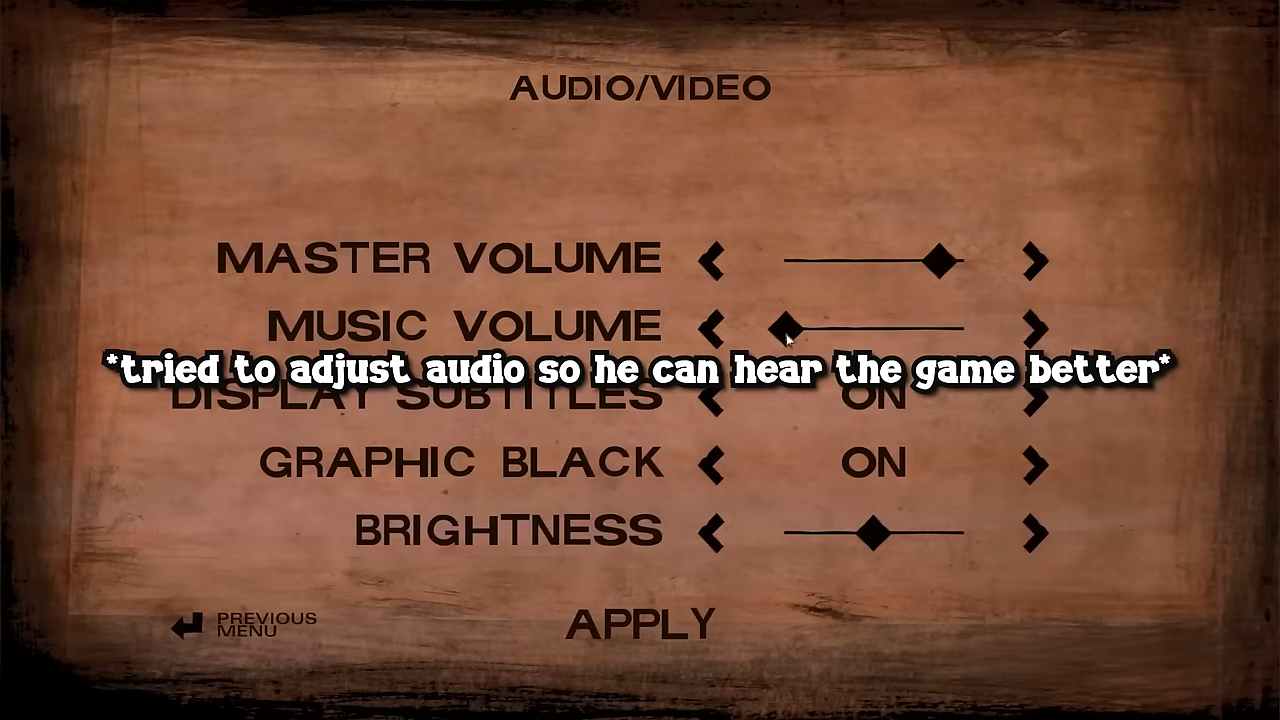 AUDIO/VIDEO
MASTER VOLUME
MUSIC VOLUME
*tried to adjust audio so he can hear the game better*
DISPLAY SUBTITLES ON
GRAPHIC BLACK ON
BRIGHTNESS
PREVIOUS
MENU
APPLY